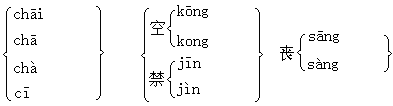 chāi
chā
chà
cī
空 kōng
kong
禁 jīn
jìn
丧 sāng
sàng